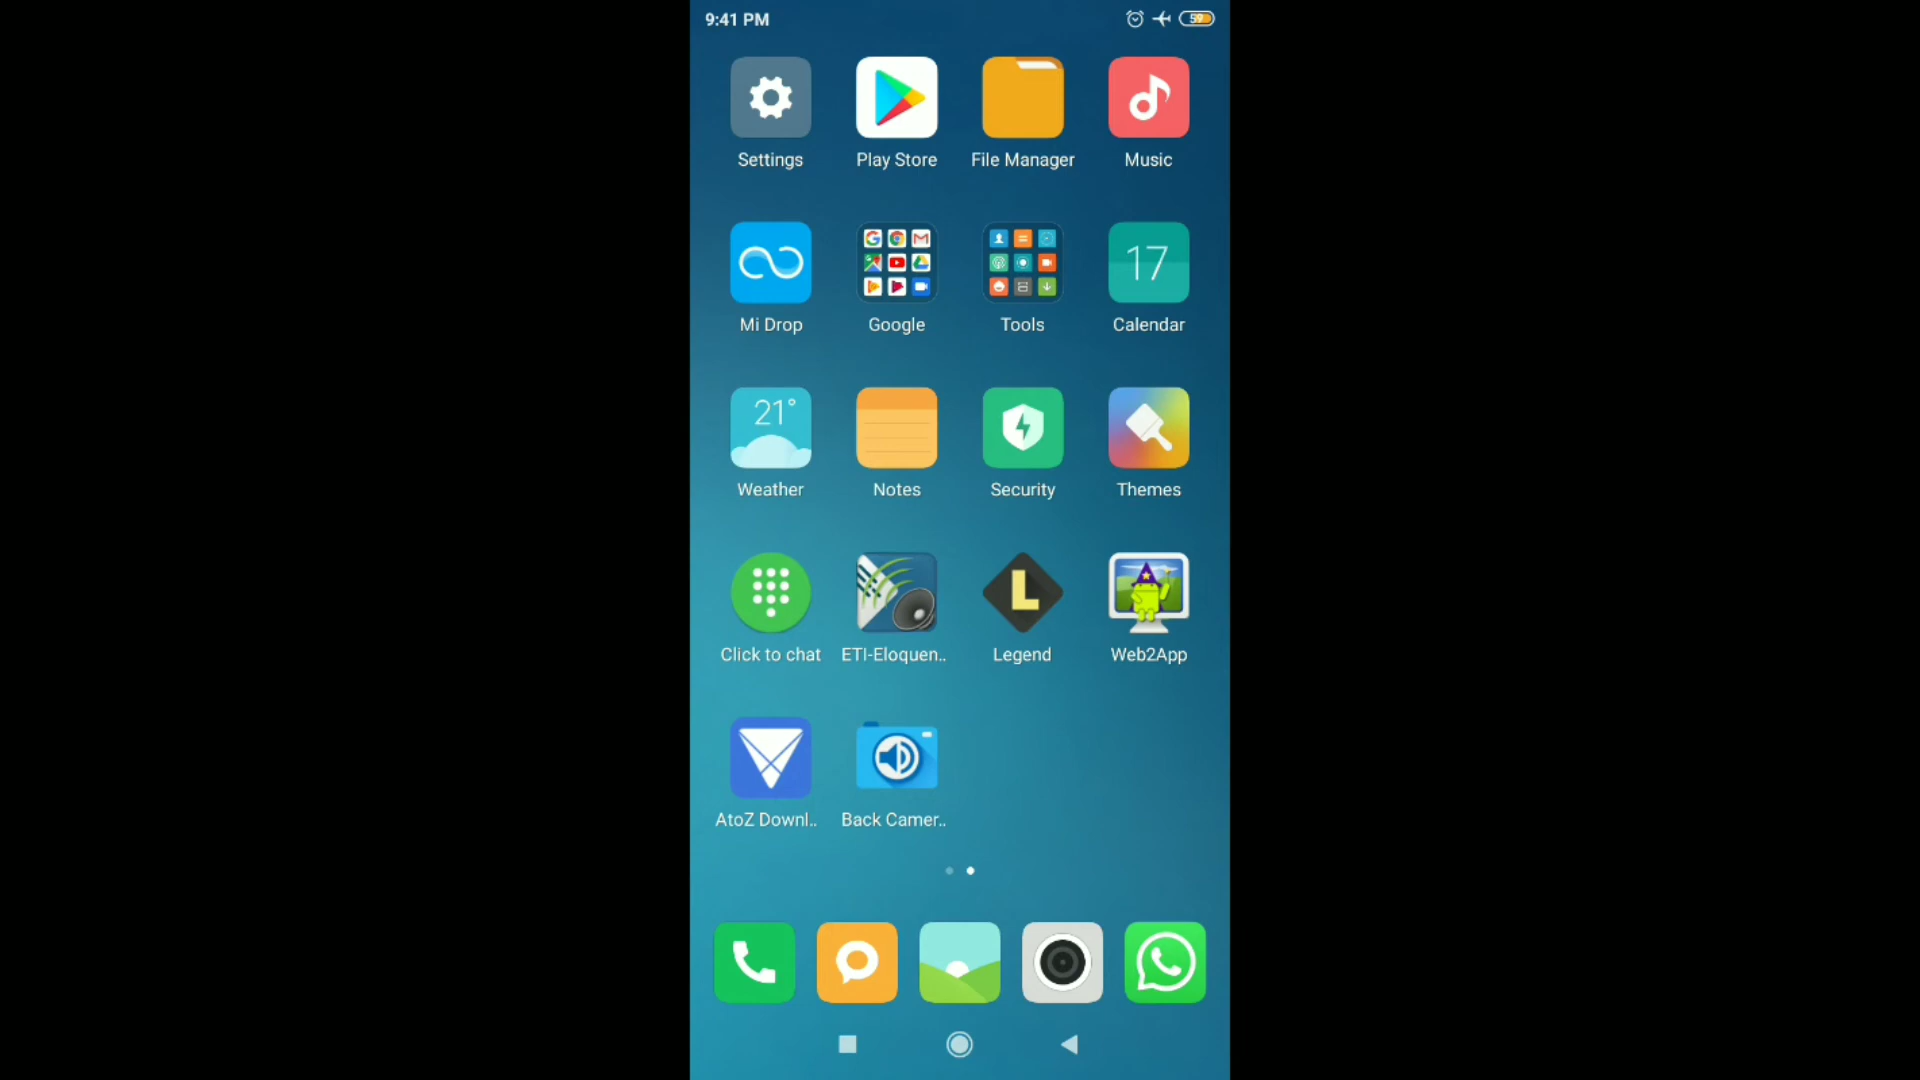 9:41 PM
59
Settings
Play Store
File Manager
Music
17
Mi Drop
Google
Tools
Calendar
21°
Weather
Notes
Security
Themes
L
Click to chat
ETI-Eloquen..
Legend
Web2App
AtoZ Downl..
Back Camer..